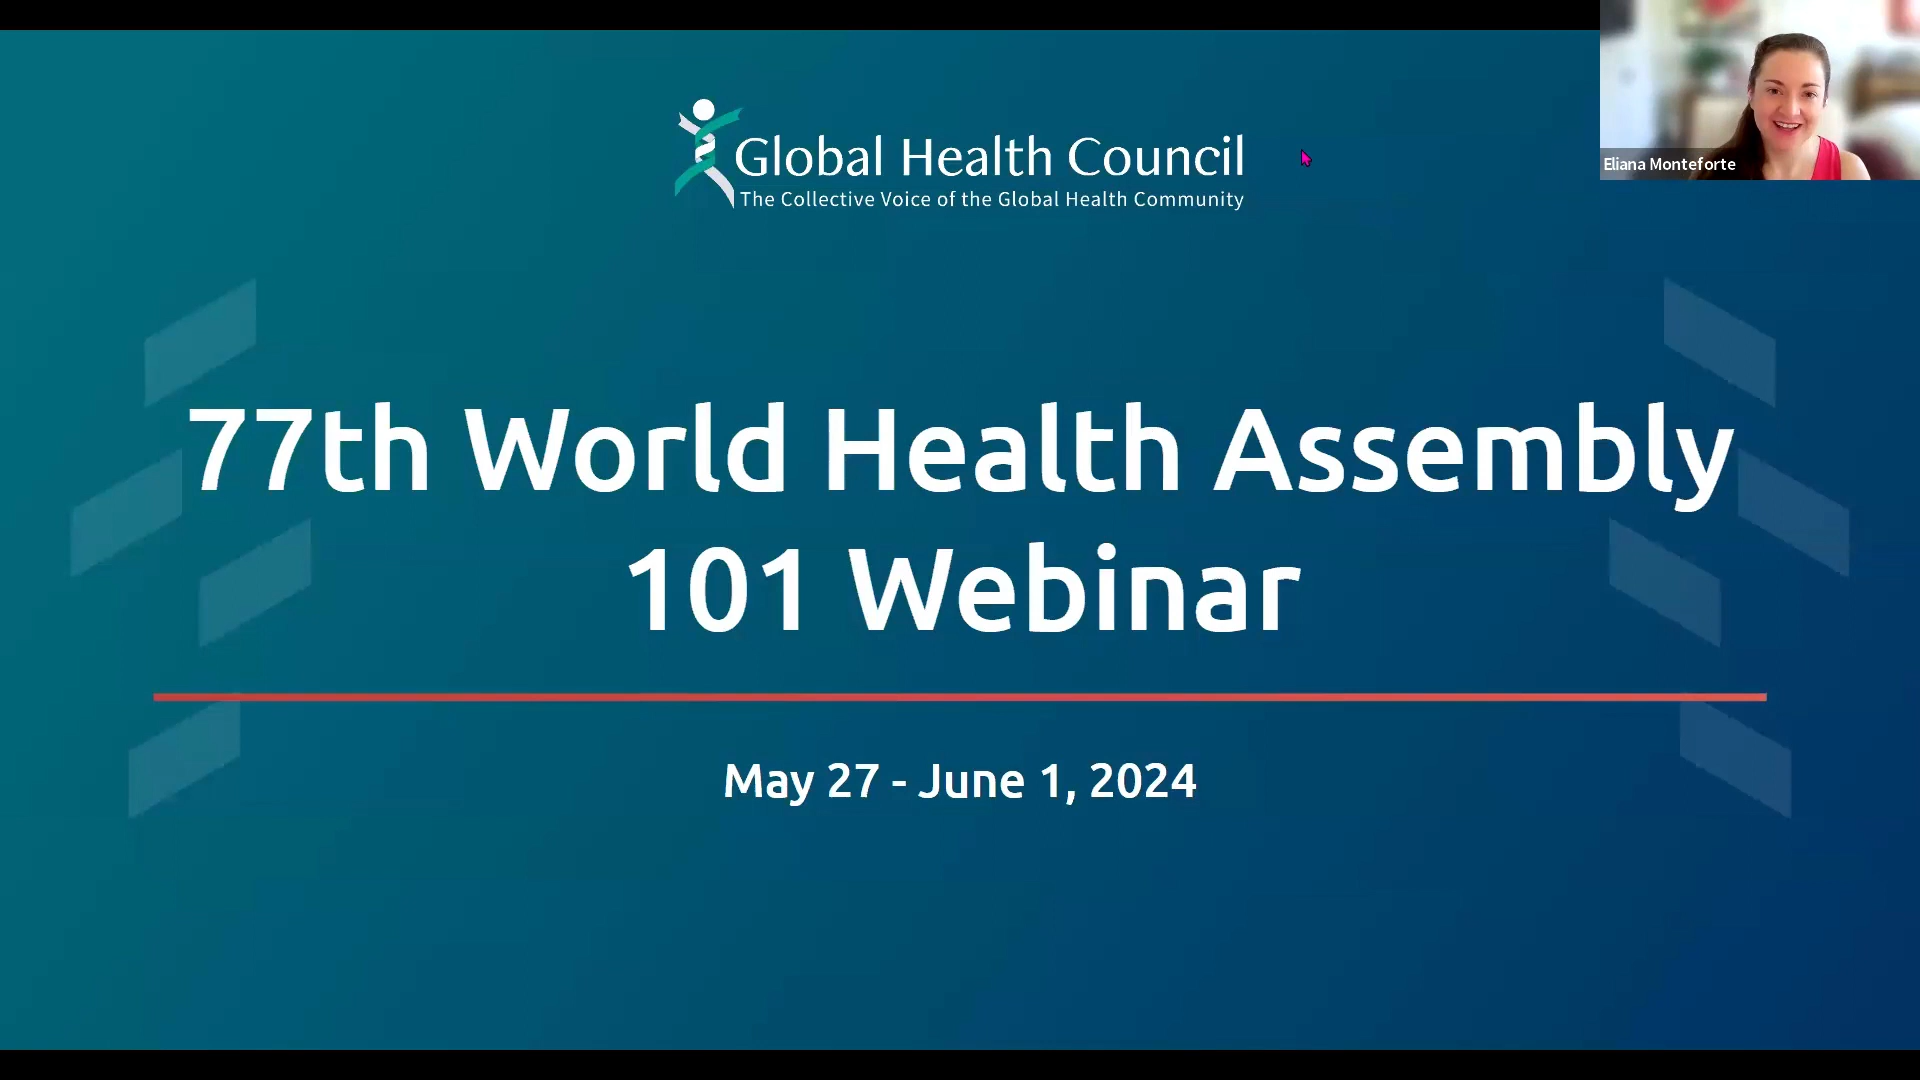 Global Health Council
The Collective Voice of the Global Health Community
Eliana Monteforte
77th World Health Assembly
101 Webinar
May 27 - June 1, 2024